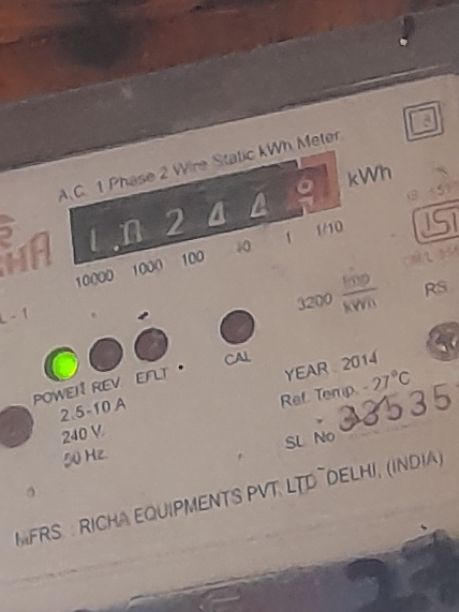 A.C. 1 Phase 2 Wire Static kWh Meter
kWh
10000 1000 100 10 1 1/10
3200 Imp/kWh
RS
L-1
POWER REV. EFLT CAL
2.5-10 A
240 V.
50 Hz.
YEAR . 2014
Ref. Temp. - 27°C
SL No 33535
MFRS : RICHA EQUIPMENTS PVT. LTD DELHI, (INDIA)